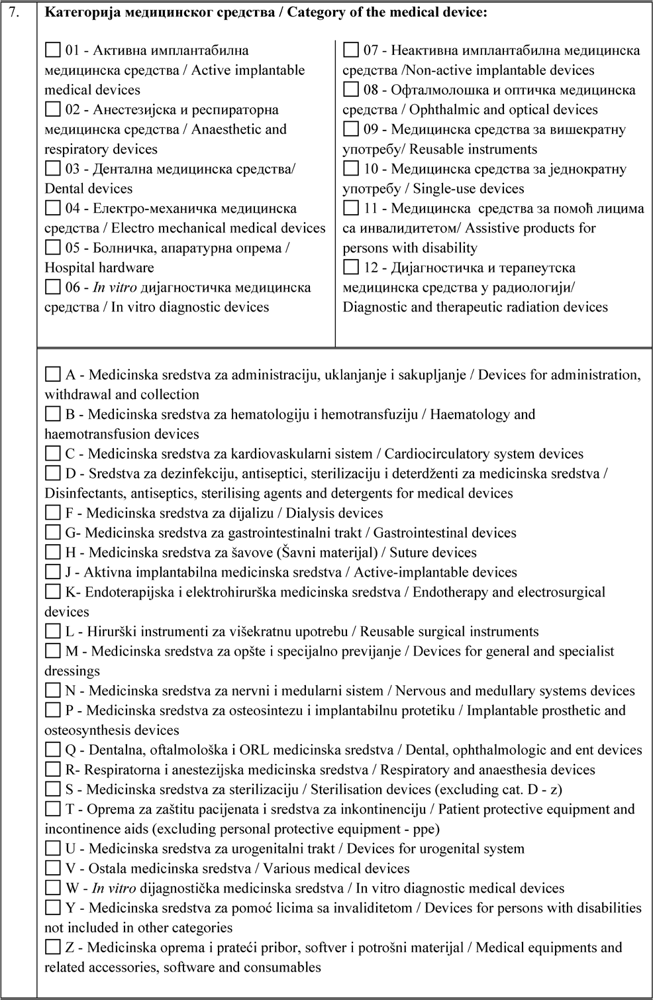 7.
Категорија медицинског средства / Category of the medical device:
01 - Активна имплантабилна
медицинска средства / Active implantable
medical devices
02 - Анестезијска и респираторна
медицинска средства / Anaesthetic and
respiratory devices
03 - Дентална медицинска средства/
Dental devices
04 - Електро-механичка медицинска
средства / Electro mechanical medical devices
05 - Болничка, апаратурна опрема /
Hospital hardware
06 - In vitro дијагностичка медицинска
средства / In vitro diagnostic devices
07 - Неактивна имплантабилна медицинска
средства /Non-active implantable devices
08 - Офталмолошка и оптичка медицинска
средства / Ophthalmic and optical devices
09 - Медицинска средства за вишекратну
употребу/ Reusable instruments
10 - Медицинска средства за једнократну
употребу / Single-use devices
11 - Медицинска средства за помоћ лицима
са инвалидитетом/ Assistive products for
persons with disability
12 - Дијагностичка и терапеутска
медицинска средства у радиологији/
Diagnostic and therapeutic radiation devices
A - Medicinska sredstva za administraciju, uklanjanje i sakupljanje / Devices for administration,
withdrawal and collection
B - Medicinska sredstva za hematologiju i hemotransfuziju / Haematology and
haemotransfusion devices
C - Medicinska sredstva za kardiovaskularni sistem / Cardiocirculatory system devices
D - Sredstva za dezinfekciju, antiseptici, sterilizaciju i deterdženti za medicinska sredstva /
Disinfectants, antiseptics, sterilising agents and detergents for medical devices
F - Medicinska sredstva za dijalizu / Dialysis devices
G- Medicinska sredstva za gastrointestinalni trakt / Gastrointestinal devices
H - Medicinska sredstva za šavove (Šavni materijal) / Suture devices
J - Aktivna implantabilna medicinska sredstva / Active-implantable devices
K- Endoterapijska i elektrohirurška medicinska sredstva / Endotherapy and electrosurgical
devices
L - Hirurški instrumenti za višekratnu upotrebu / Reusable surgical instruments
M - Medicinska sredstva za opšte i specijalno previjanje / Devices for general and specialist
dressings
N - Medicinska sredstva za nervni i medularni sistem / Nervous and medullary systems devices
P - Medicinska sredstva za osteosintezu i implantabilnu protetiku / Implantable prosthetic and
osteosynthesis devices
Q - Dentalna, oftalmološka i ORL medicinska sredstva / Dental, ophthalmologic and ent devices
R- Respiratorna i anestezijska medicinska sredstva / Respiratory and anaesthesia devices
S - Medicinska sredstva za sterilizaciju / Sterilisation devices (excluding cat. D - z)
T - Oprema za zaštitu pacijenata i sredstva za inkontinenciju / Patient protective equipment and
incontinence aids (excluding personal protective equipment - ppe)
U - Medicinska sredstva za urogenitalni trakt / Devices for urogenital system
V - Ostala medicinska sredstva / Various medical devices
W - In vitro dijagnostička medicinska sredstva / In vitro diagnostic medical devices
Y - Medicinska sredstva za pomoć licima sa invaliditetom / Devices for persons with disabilities
not included in other categories
Z - Medicinska oprema i prateći pribor, softver i potrošni materijal / Medical equipments and
related accessories, software and consumables